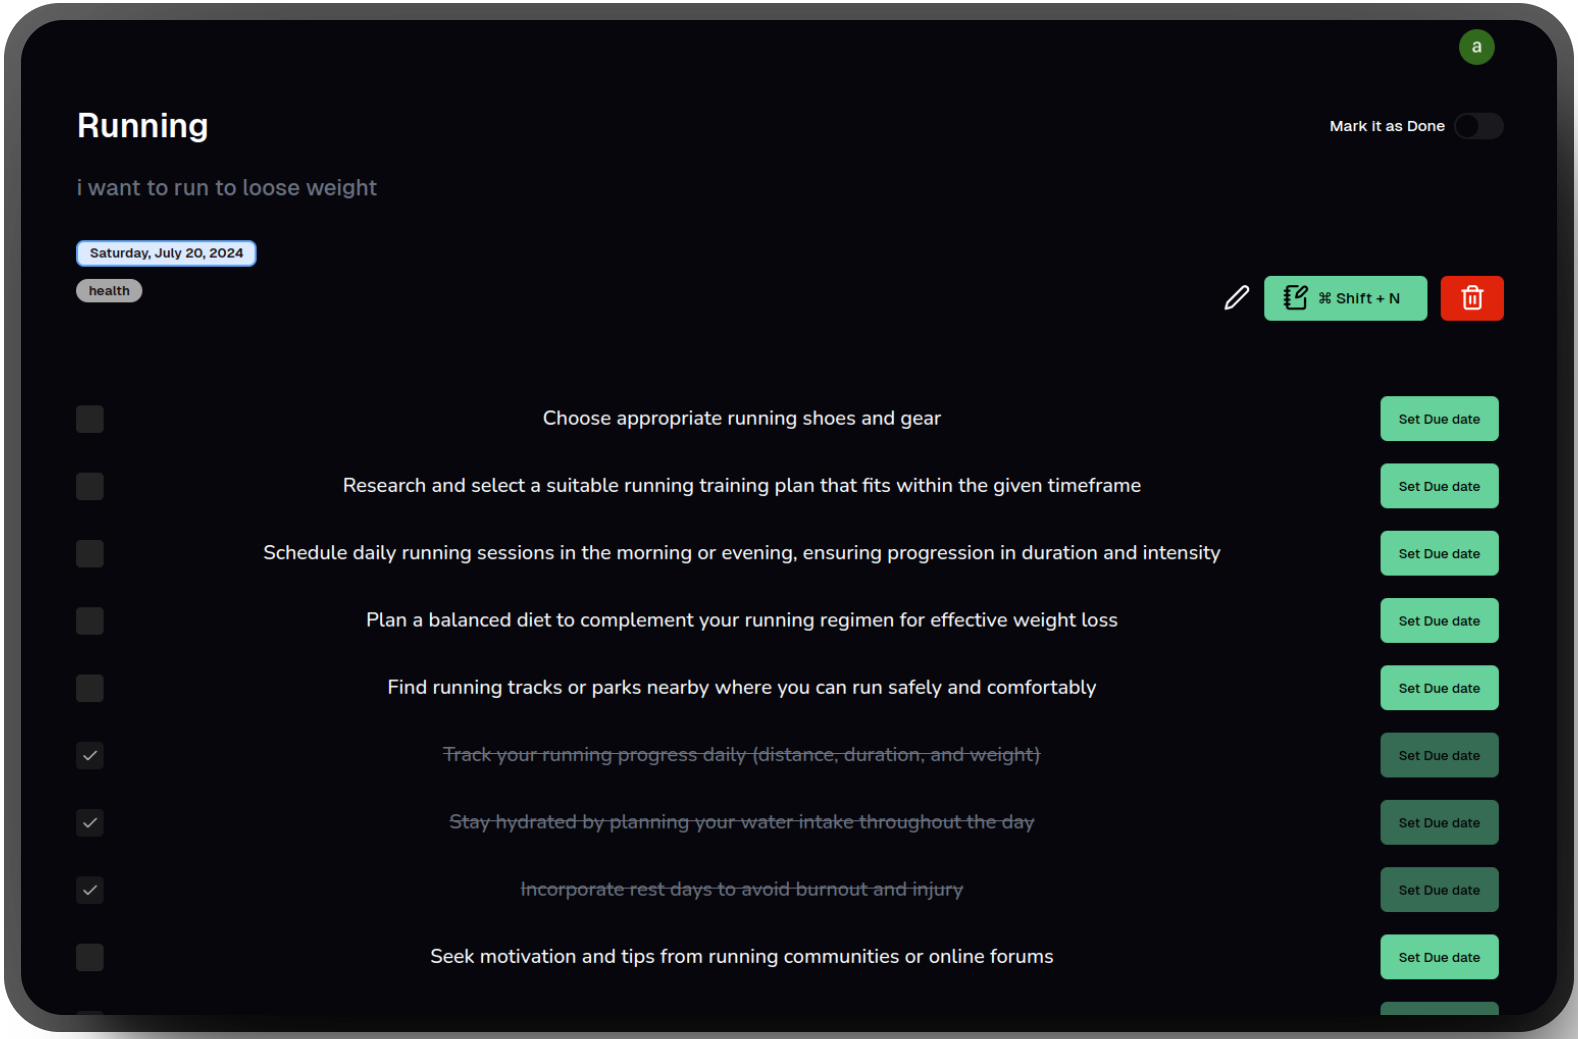 a
Running
Mark it as Done
i want to run to loose weight
Saturday, July 20, 2024
health
⌘ Shift + N
Choose appropriate running shoes and gear
Set Due date
Research and select a suitable running training plan that fits within the given timeframe
Set Due date
Schedule daily running sessions in the morning or evening, ensuring progression in duration and intensity
Set Due date
Plan a balanced diet to complement your running regimen for effective weight loss
Set Due date
Find running tracks or parks nearby where you can run safely and comfortably
Set Due date
Track your running progress daily (distance, duration, and weight)
Set Due date
Stay hydrated by planning your water intake throughout the day
Set Due date
Incorporate rest days to avoid burnout and injury
Set Due date
Seek motivation and tips from running communities or online forums
Set Due date